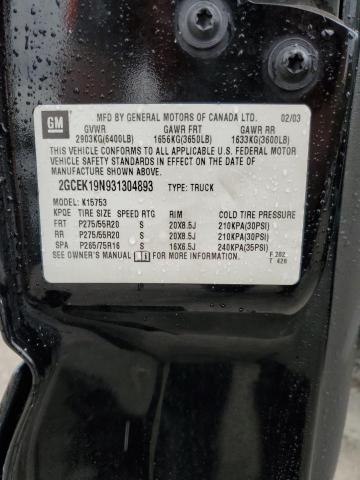 GM
MFD BY GENERAL MOTORS OF CANADA LTD. 02/03
GVWR GAWR FRT GAWR RR
2903KG(6400LB) 1656KG(3650LB) 1633KG(3600LB)
THIS VEHICLE CONFORMS TO ALL APPLICABLE U.S. FEDERAL MOTOR
VEHICLE SAFETY STANDARDS IN EFFECT ON THE DATE OF
MANUFACTURE SHOWN ABOVE.
2GCEK19N931304893 TYPE: TRUCK
MODEL: K15753
KPQE TIRE SIZE SPEED RTG RIM COLD TIRE PRESSURE
FRT P275/55R20 S 20X8.5J 210KPA(30PSI)
RR P275/55R20 S 20X8.5J 210KPA(30PSI)
SPA P265/75R16 S 16X6.5J 240KPA(35PSI)
SEE OWNER'S MANUAL FOR MORE INFORMATION. F 202
T 426